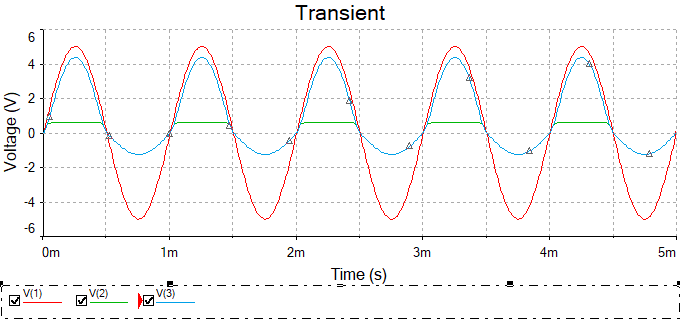 Transient
6
4
2
0
-2
-4
-6
Voltage (V)
0m 1m 2m 3m 4m 5m
Time (s)
V(1) V(2) V(3)